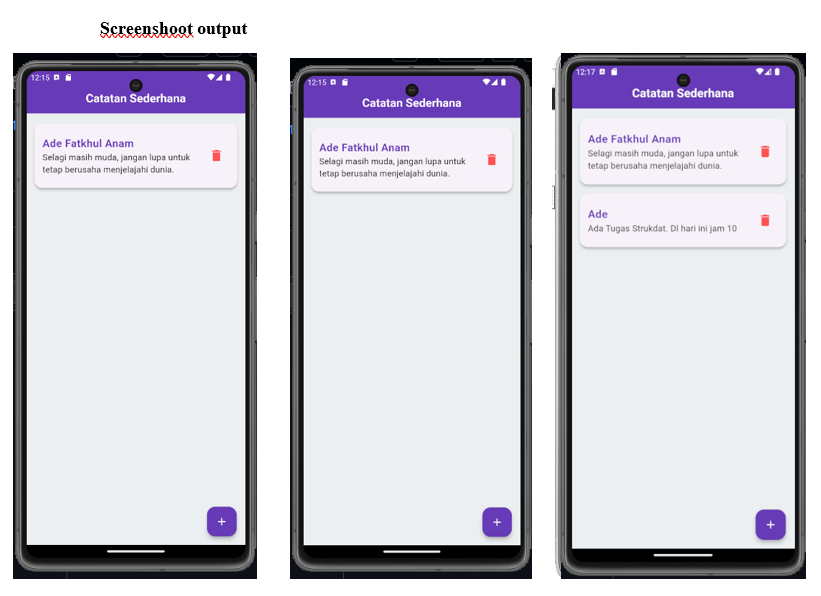 Screenshoot output
12:15
Catatan Sederhana
Ade Fatkhul Anam
Selagi masih muda, jangan lupa untuk
tetap berusaha menjelajahi dunia.
+
12:15
Catatan Sederhana
Ade Fatkhul Anam
Selagi masih muda, jangan lupa untuk
tetap berusaha menjelajahi dunia.
+
12:17
Catatan Sederhana
Ade Fatkhul Anam
Selagi masih muda, jangan lupa untuk
tetap berusaha menjelajahi dunia.
Ade
Ada Tugas Strukdat. Dl hari ini jam 10
+